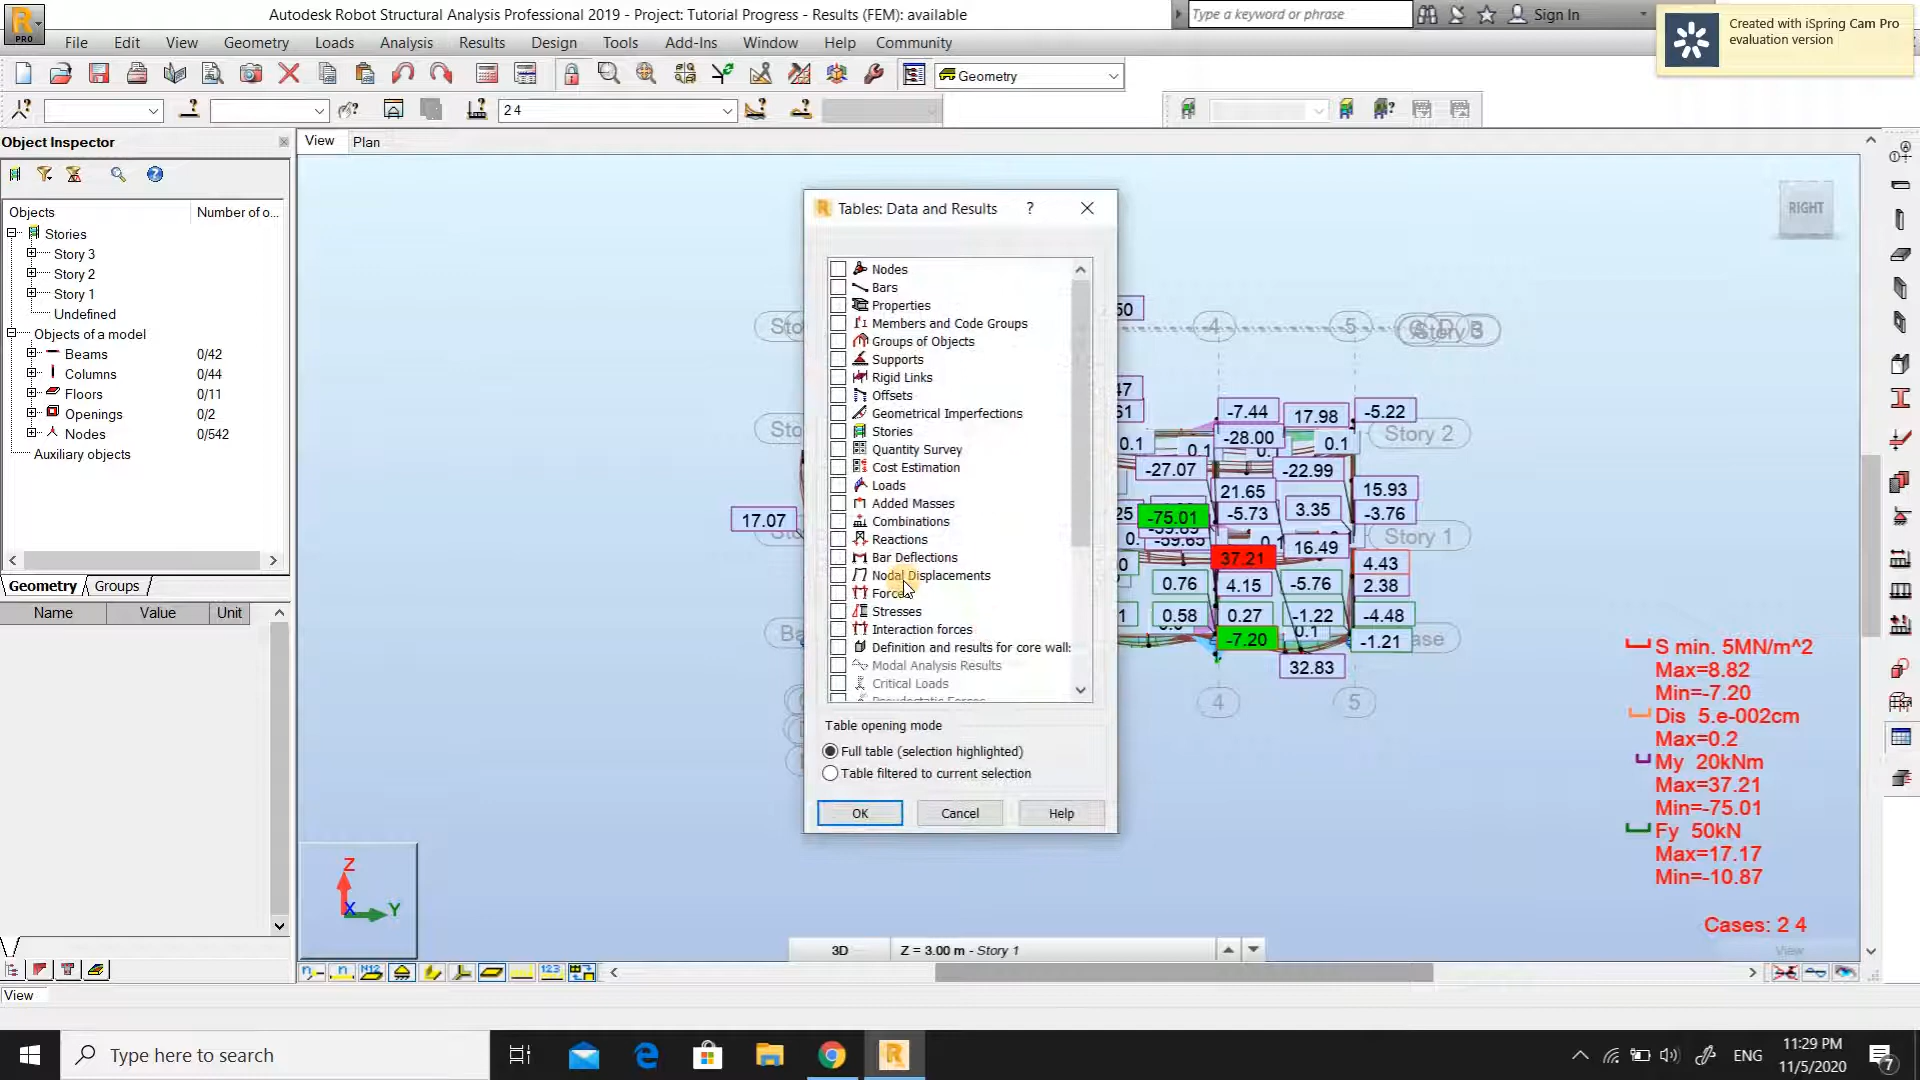 Autodesk Robot Structural Analysis Professional 2019 - Project: Tutorial Progress - Results (FEM): available
Type a keyword or phrase
Sign In
Created with iSpring Cam Pro
evaluation version
PRO
File Edit View Geometry Loads Analysis Results Design Tools Add-Ins Window Help Community
Geometry
2 4
Object Inspector
View Plan
Objects Number of o...
Stories
Story 3
Story 2
Story 1
Undefined
Objects of a model
Beams 0/42
Columns 0/44
Floors 0/11
Openings 0/2
Nodes 0/542
Auxiliary objects
Geometry Groups
Name Value Unit
Tables: Data and Results ?
Nodes
Bars
Properties
Members and Code Groups
Groups of Objects
Supports
Rigid Links
Offsets
Geometrical Imperfections
Stories
Quantity Survey
Cost Estimation
Loads
Added Masses
Combinations
Reactions
Bar Deflections
Nodal Displacements
Forces
Stresses
Interaction forces
Definition and results for core wall:
Modal Analysis Results
Critical Loads
Table opening mode
Full table (selection highlighted)
Table filtered to current selection
OK Cancel Help
RIGHT
4 5 Story 3
-7.44 17.98 -5.22
-28.00 0.1 Story 2
-27.07 -22.99
21.65 15.93
-75.01 -5.73 3.35 -3.76
17.07
16.49 Story 1
37.21 4.43
0.76 4.15 -5.76 2.38
0.58 0.27 -1.22 -4.48
-7.20 0.1 -1.21
32.83
4 5
S min. 5MN/m^2
Max=8.82
Min=-7.20
Dis 5.e-002cm
Max=0.2
My 20kNm
Max=37.21
Min=-75.01
Fy 50kN
Max=17.17
Min=-10.87
Cases: 2 4
View
Z
X Y
3D Z = 3.00 m - Story 1
View
Type here to search
ENG
11:29 PM
11/5/2020
7